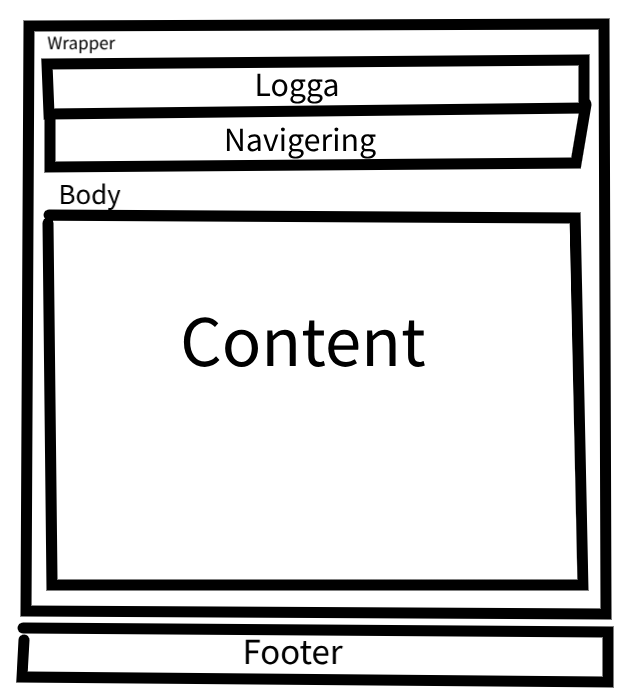 Wrapper
Logga
Navigering
Body
Content
Footer